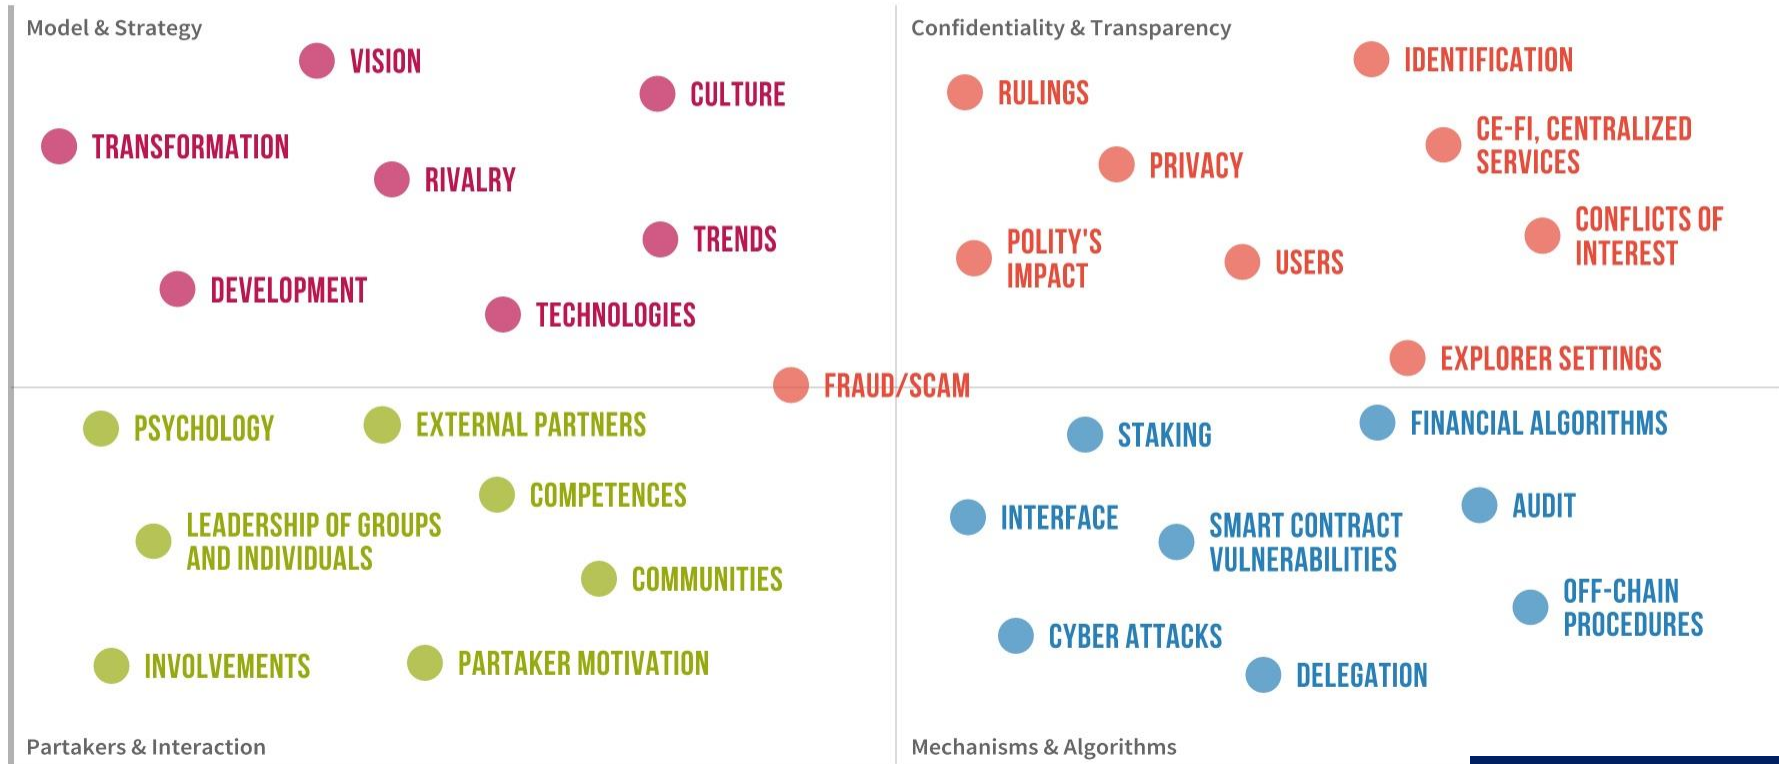 Model & Strategy
VISION
CULTURE
TRANSFORMATION
RIVALRY
TRENDS
DEVELOPMENT
TECHNOLOGIES
Confidentiality & Transparency
IDENTIFICATION
RULINGS
CE-FI, CENTRALIZED
SERVICES
PRIVACY
CONFLICTS OF
INTEREST
POLITY'S
IMPACT
USERS
EXPLORER SETTINGS
FRAUD/SCAM
PSYCHOLOGY
EXTERNAL PARTNERS
COMPETENCES
LEADERSHIP OF GROUPS
AND INDIVIDUALS
COMMUNITIES
INVOLVEMENTS
PARTAKER MOTIVATION
Partakers & Interaction
STAKING
FINANCIAL ALGORITHMS
INTERFACE
AUDIT
SMART CONTRACT
VULNERABILITIES
OFF-CHAIN
PROCEDURES
CYBER ATTACKS
DELEGATION
Mechanisms & Algorithms